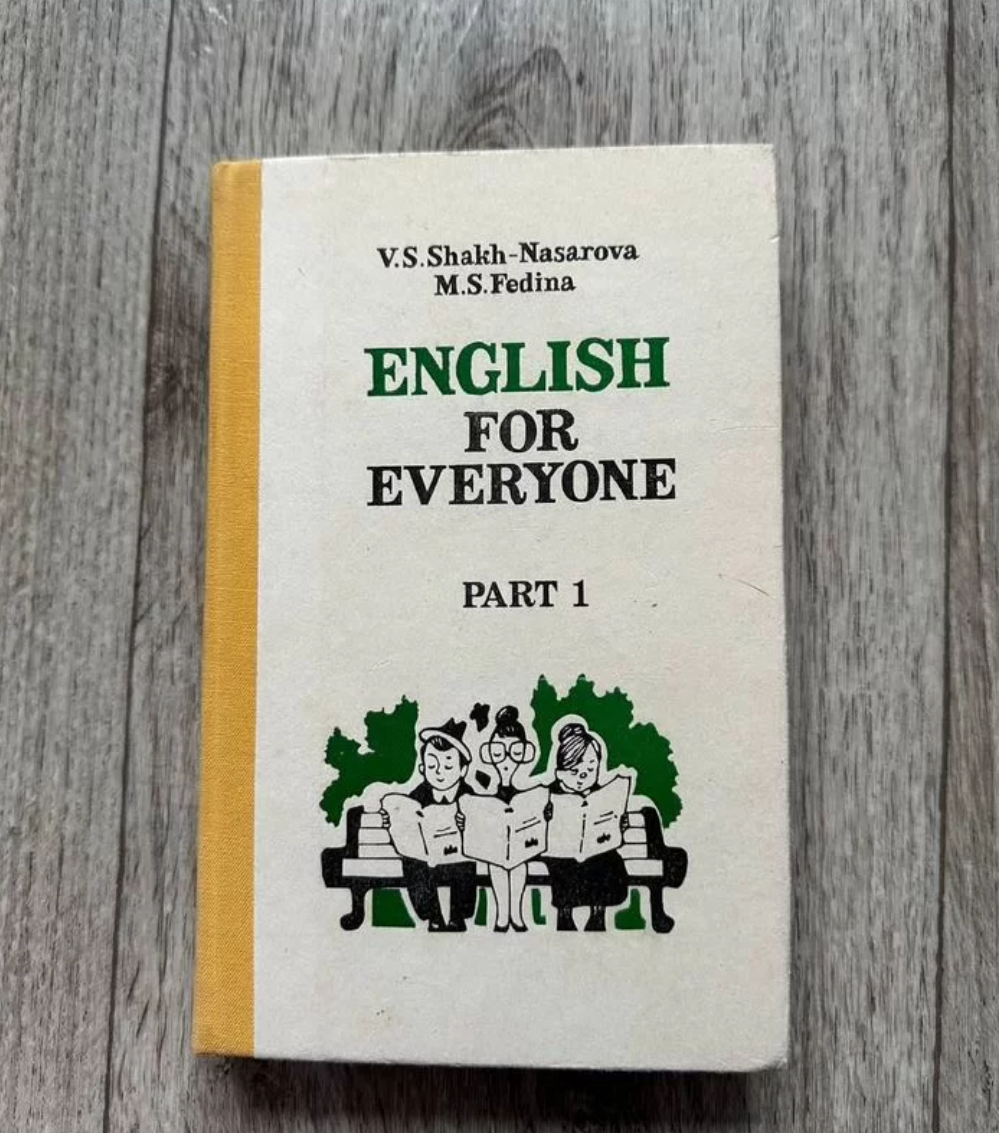 V.S.Shakh-Nasarova
M.S.Fedina
ENGLISH
FOR
EVERYONE
PART 1